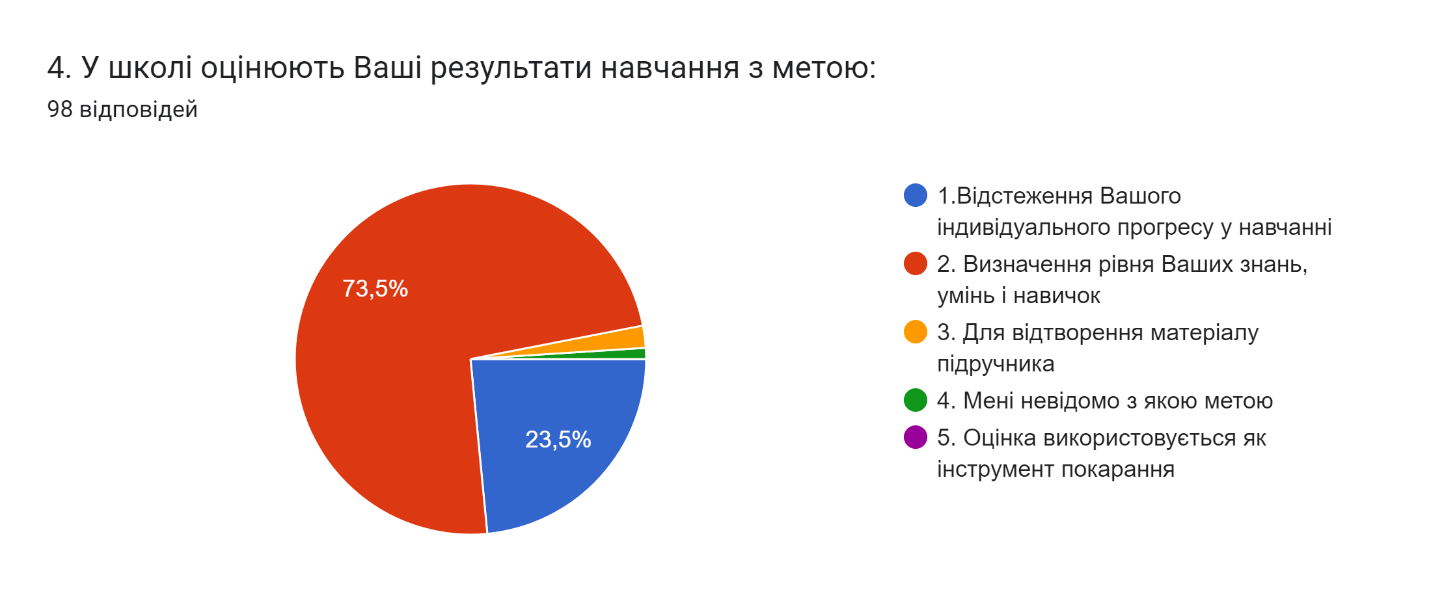 4. У школі оцінюють Ваші результати навчання з метою:
98 відповідей
73,5%
23,5%
1.Відстеження Вашого
індивідуального прогресу у навчанні
2. Визначення рівня Ваших знань,
умінь і навичок
3. Для відтворення матеріалу
підручника
4. Мені невідомо з якою метою
5. Оцінка використовується як
інструмент покарання